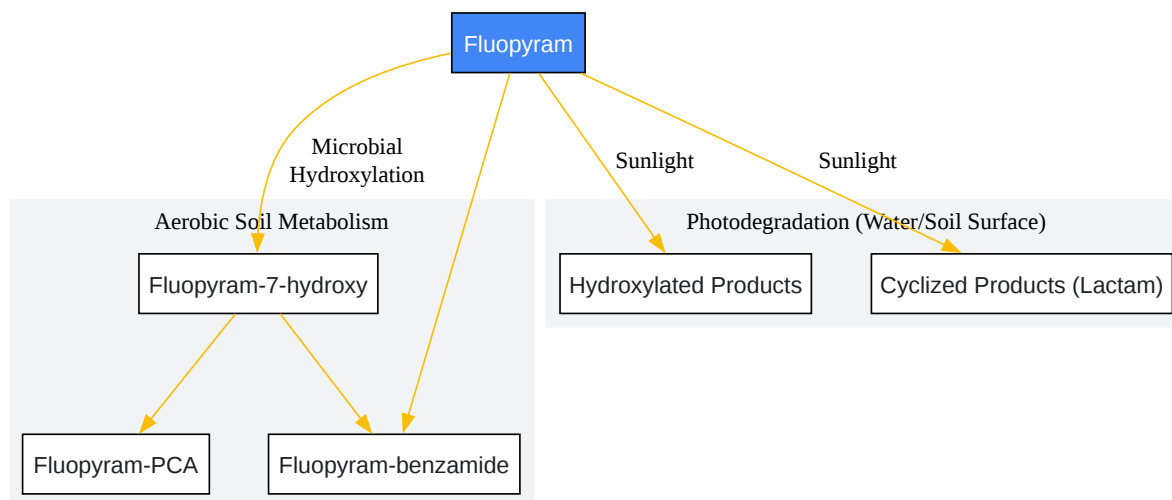 Fluopyram
Microbial
Hydroxylation
Sunlight
Sunlight
Aerobic Soil Metabolism
Photodegradation (Water/Soil Surface)
Fluopyram-7-hydroxy
Hydroxylated Products
Cyclized Products (Lactam)
Fluopyram-PCA
Fluopyram-benzamide